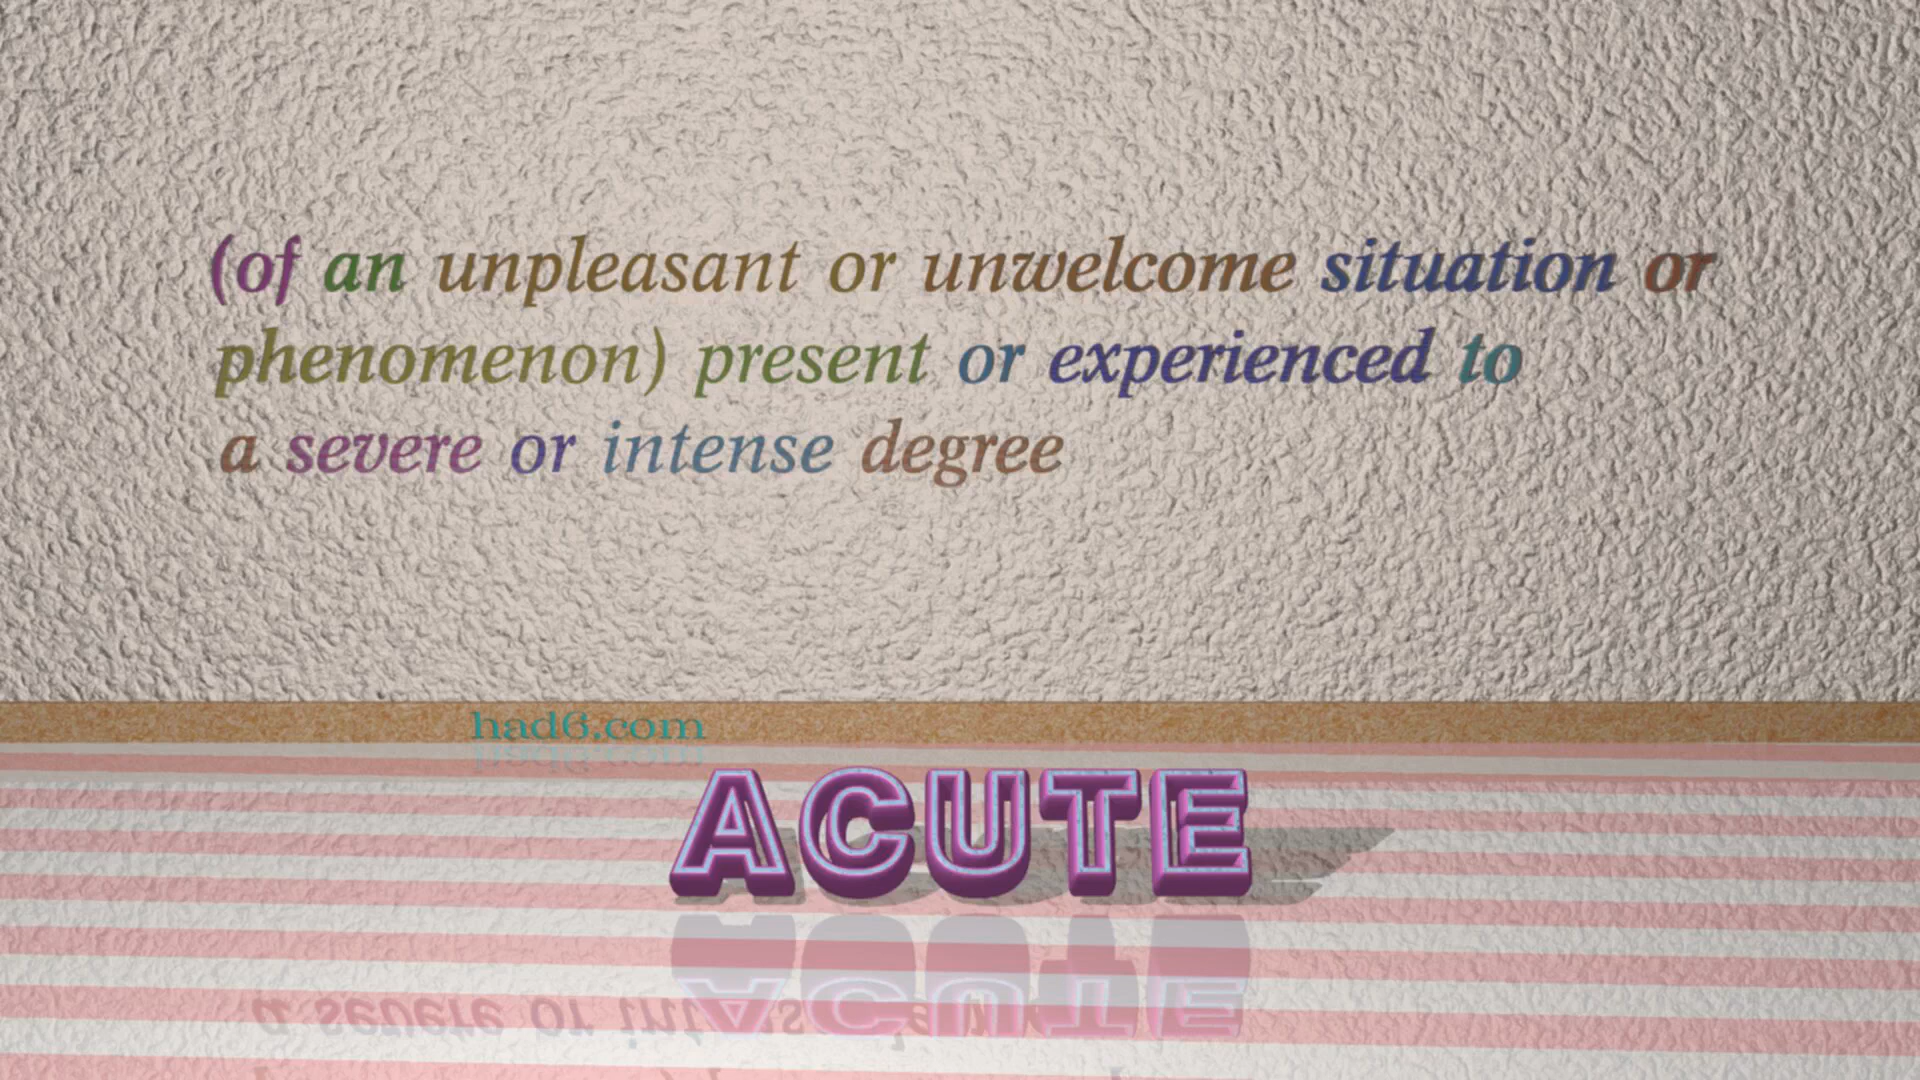 (of an unpleasant or unwelcome situation or
phenomenon) present or experienced to
a severe or intense degree
had6.com
ACUTE